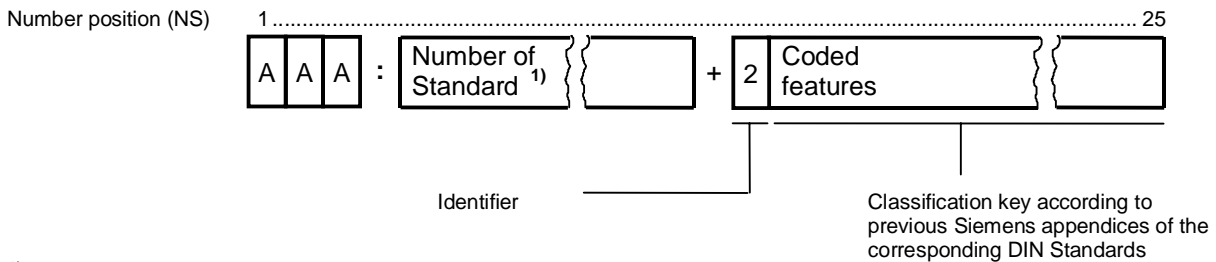 Number position (NS) 1 ........................................................................................................................ 25
A A A : Number of Standard 1) + 2 Coded features
Identifier
Classification key according to
previous Siemens appendices of the
corresponding DIN Standards